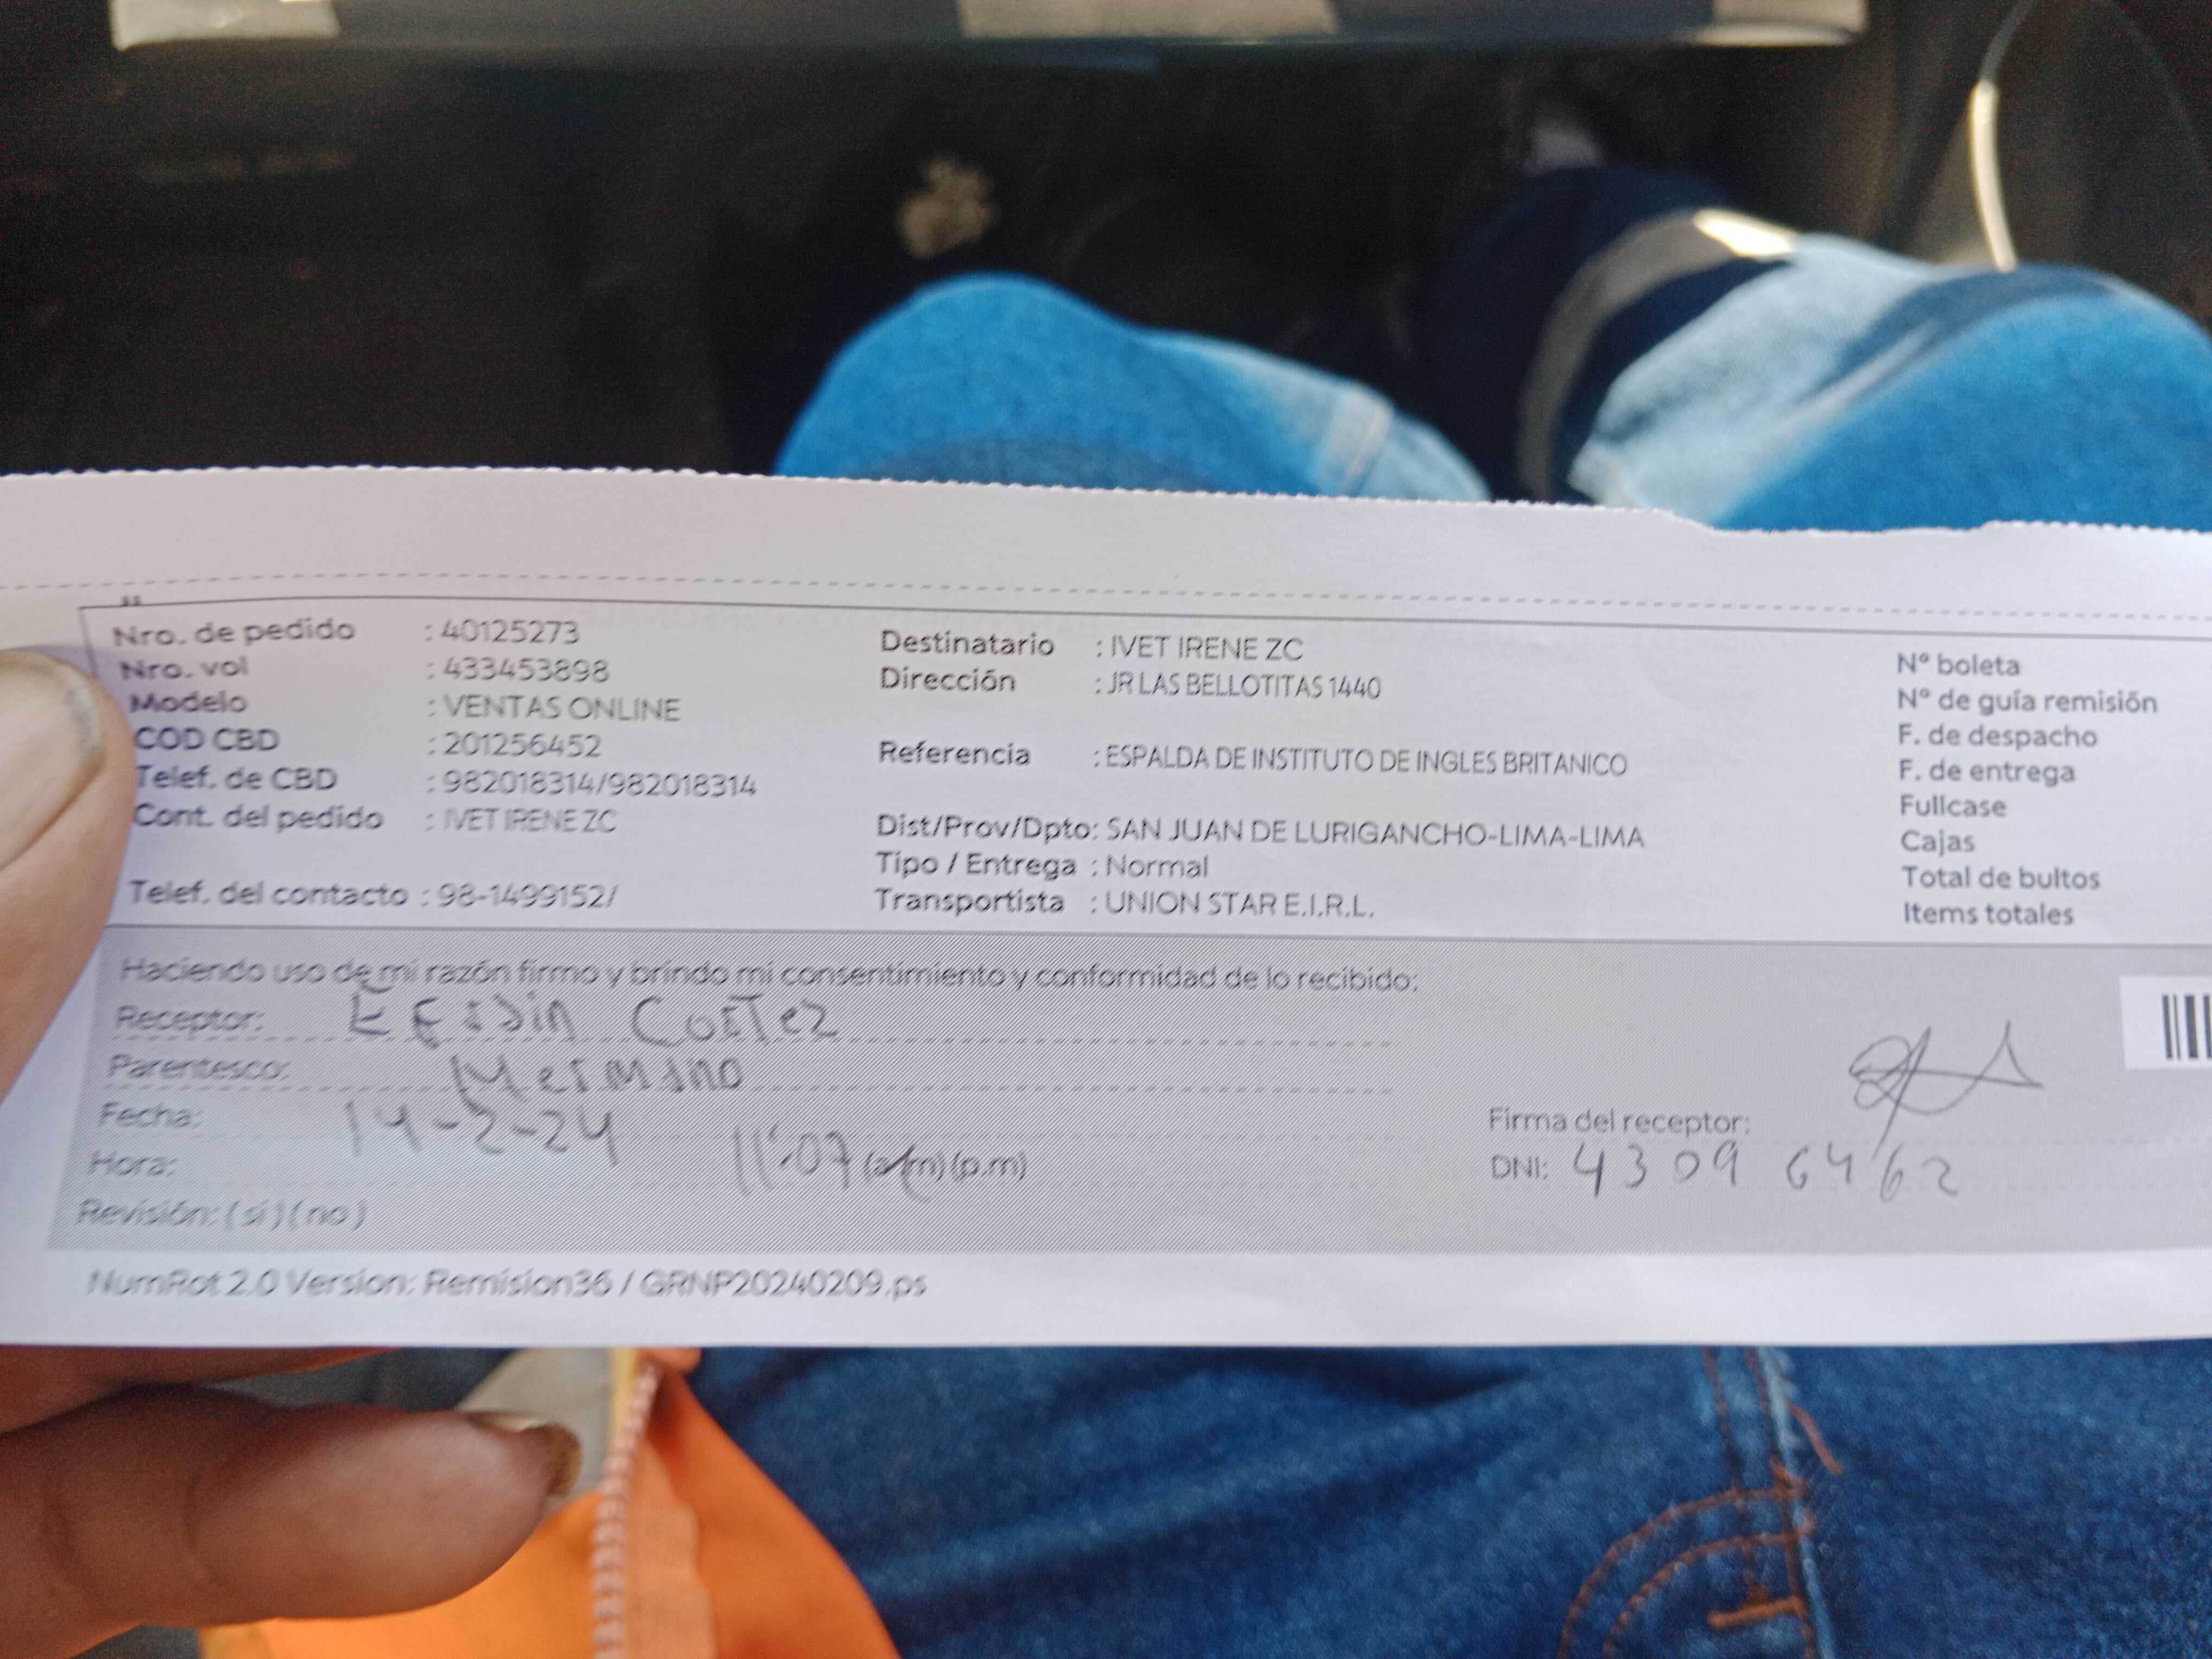 Nro. de pedido : 40125273
Nro. vol : 433453898
Modelo : VENTAS ONLINE
COD CBD : 201256452
Telef. de CBD : 982018314/982018314
Cont. del pedido : IVET IRENE ZC
Telef. del contacto : 98-1499152/
Destinatario : IVET IRENE ZC
Dirección : JR LAS BELLOTITAS 1440
Referencia : ESPALDA DE INSTITUTO DE INGLES BRITANICO
Dist/Prov/Dpto: SAN JUAN DE LURIGANCHO-LIMA-LIMA
Tipo / Entrega : Normal
Transportista : UNION STAR E.I.R.L.
N° boleta
N° de guía remisión
F. de despacho
F. de entrega
Fullcase
Cajas
Total de bultos
Items totales
Haciendo uso de mi razón firmo y brindo mi consentimiento y conformidad de lo recibido:
Receptor: Cortez
Parentesco: Hermano
Fecha: 14-2-24
Hora: 11:07 (a.m) (p.m)
Revisión: (si) (no)
Firma del receptor:
DNI: 4309 6462
NumRot 2.0 Version: Remision36 / GRNP20240209.ps